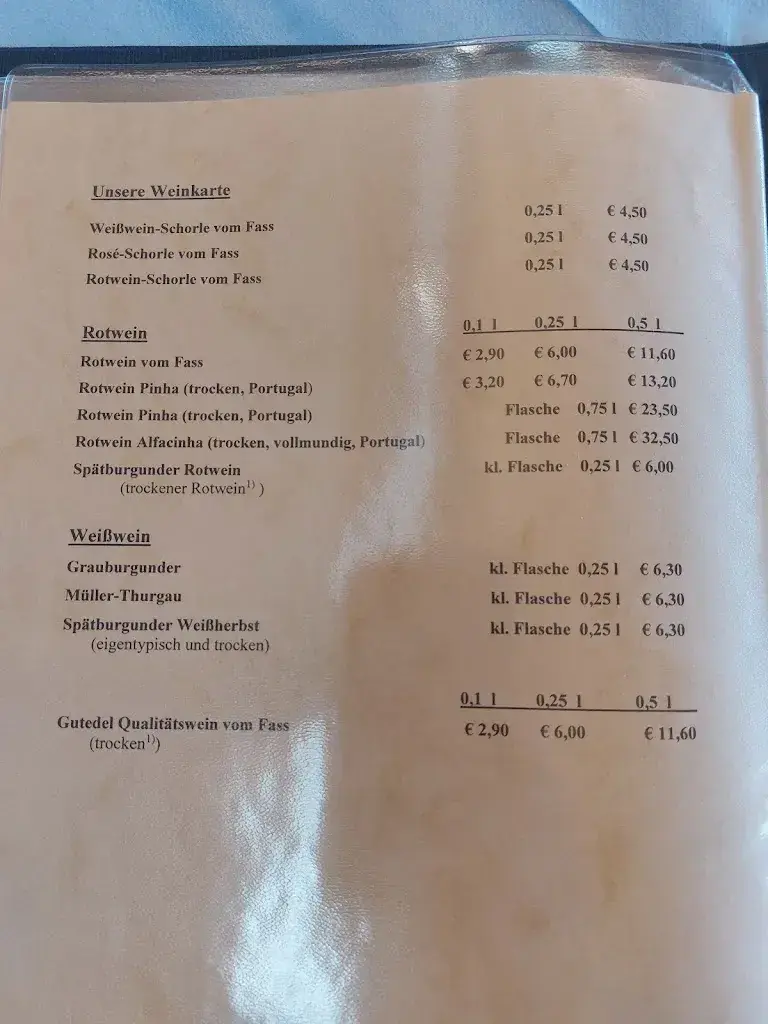 Unsere Weinkarte
Weißwein-Schorle vom Fass 0,25 l € 4,50
Rosé-Schorle vom Fass 0,25 l € 4,50
Rotwein-Schorle vom Fass 0,25 l € 4,50
Rotwein 0,1 l 0,25 l 0,5 l
Rotwein vom Fass € 2,90 € 6,00 € 11,60
Rotwein Pinha (trocken, Portugal) € 3,20 € 6,70 € 13,20
Rotwein Pinha (trocken, Portugal) Flasche 0,75 l € 23,50
Rotwein Alfacinha (trocken, vollmundig, Portugal) Flasche 0,75 l € 32,50
Spätburgunder Rotwein kl. Flasche 0,25 l € 6,00
(trockener Rotwein¹⁾ )
Weißwein
Grauburgunder kl. Flasche 0,25 l € 6,30
Müller-Thurgau kl. Flasche 0,25 l € 6,30
Spätburgunder Weißherbst kl. Flasche 0,25 l € 6,30
(eigentypisch und trocken)
0,1 l 0,25 l 0,5 l
Gutedel Qualitätswein vom Fass € 2,90 € 6,00 € 11,60
(trocken¹⁾)